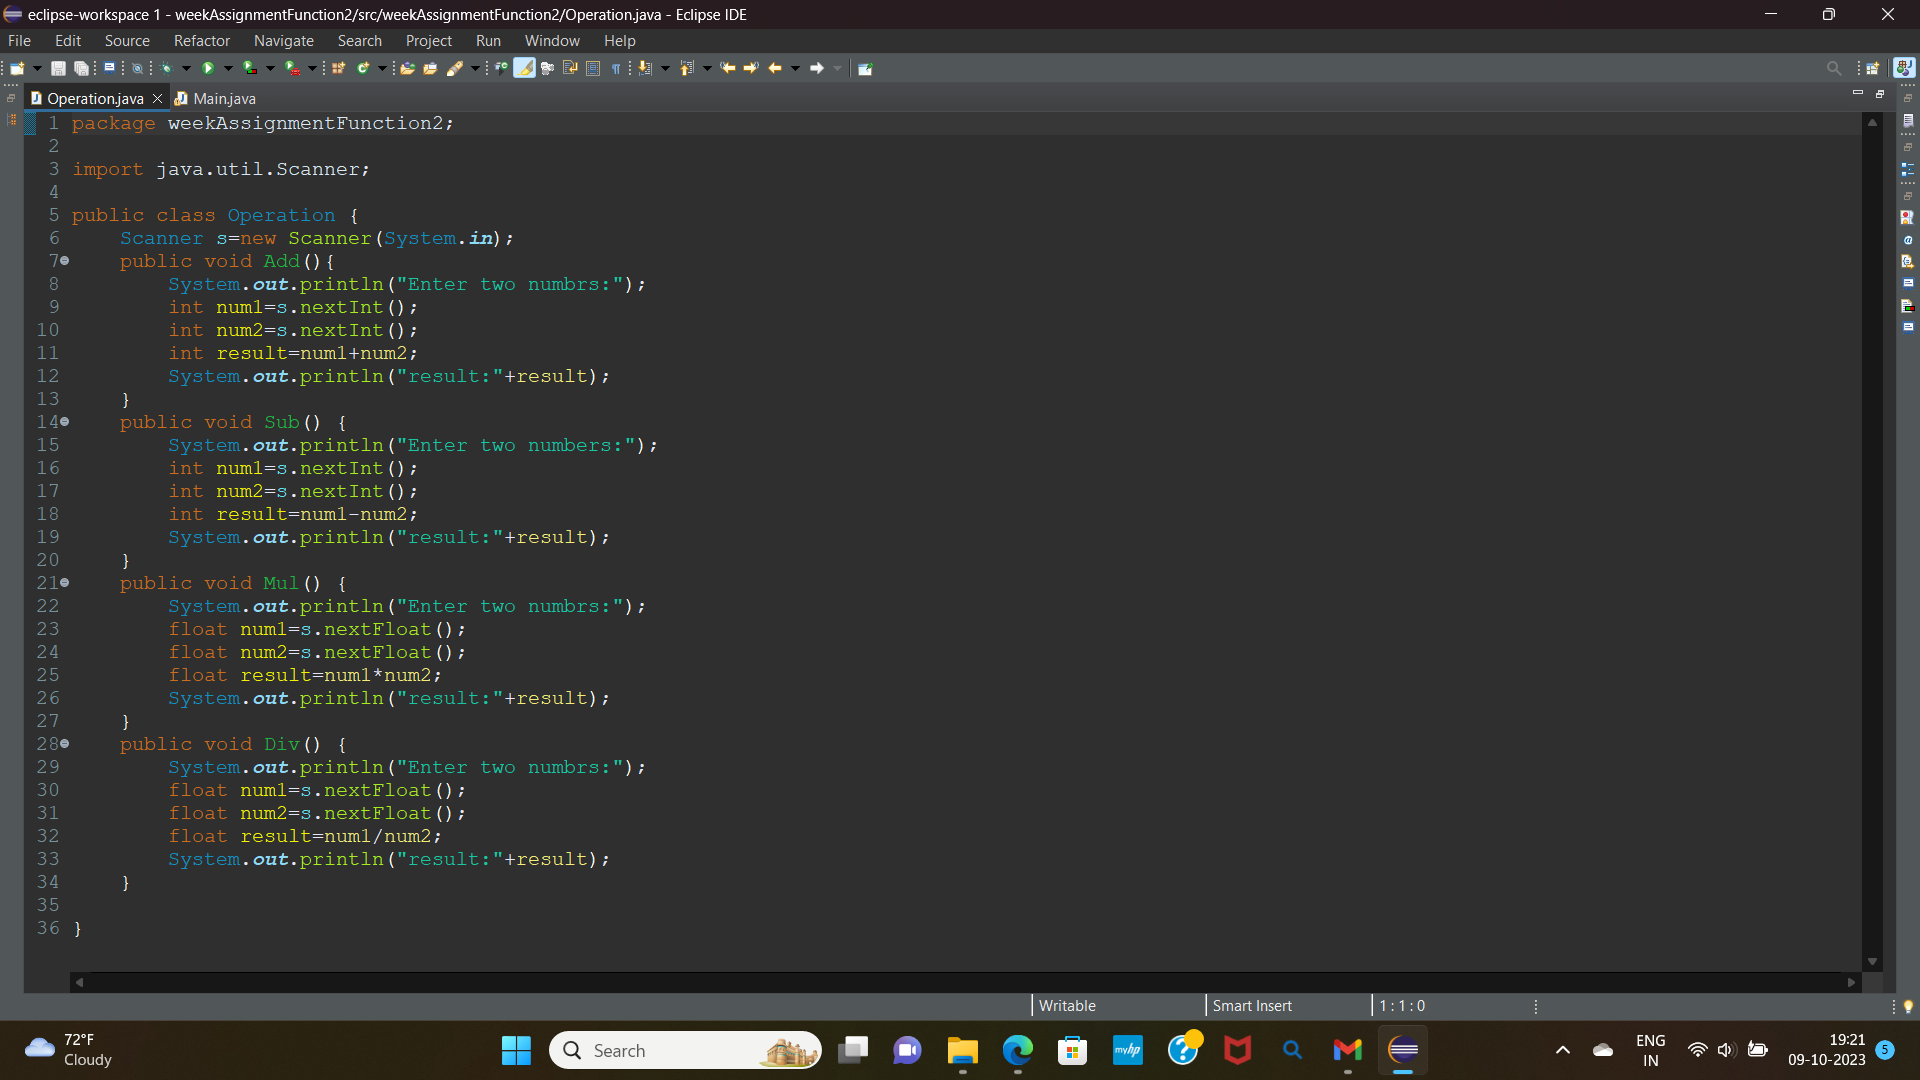 eclipse-workspace 1 - weekAssignmentFunction2/src/weekAssignmentFunction2/Operation.java - Eclipse IDE
File Edit Source Refactor Navigate Search Project Run Window Help
Operation.java Main.java
1 package weekAssignmentFunction2;
2
3 import java.util.Scanner;
4
5 public class Operation {
6 Scanner s=new Scanner(System.in);
7 public void Add(){
8 System.out.println("Enter two numbrs:");
9 int num1=s.nextInt();
10 int num2=s.nextInt();
11 int result=num1+num2;
12 System.out.println("result:"+result);
13 }
14 public void Sub() {
15 System.out.println("Enter two numbers:");
16 int num1=s.nextInt();
17 int num2=s.nextInt();
18 int result=num1-num2;
19 System.out.println("result:"+result);
20 }
21 public void Mul() {
22 System.out.println("Enter two numbrs:");
23 float num1=s.nextFloat();
24 float num2=s.nextFloat();
25 float result=num1*num2;
26 System.out.println("result:"+result);
27 }
28 public void Div() {
29 System.out.println("Enter two numbrs:");
30 float num1=s.nextFloat();
31 float num2=s.nextFloat();
32 float result=num1/num2;
33 System.out.println("result:"+result);
34 }
35
36 }
Writable Smart Insert 1 : 1 : 0
72°F
Cloudy
Search
myhp
ENG
IN
19:21
09-10-2023
5